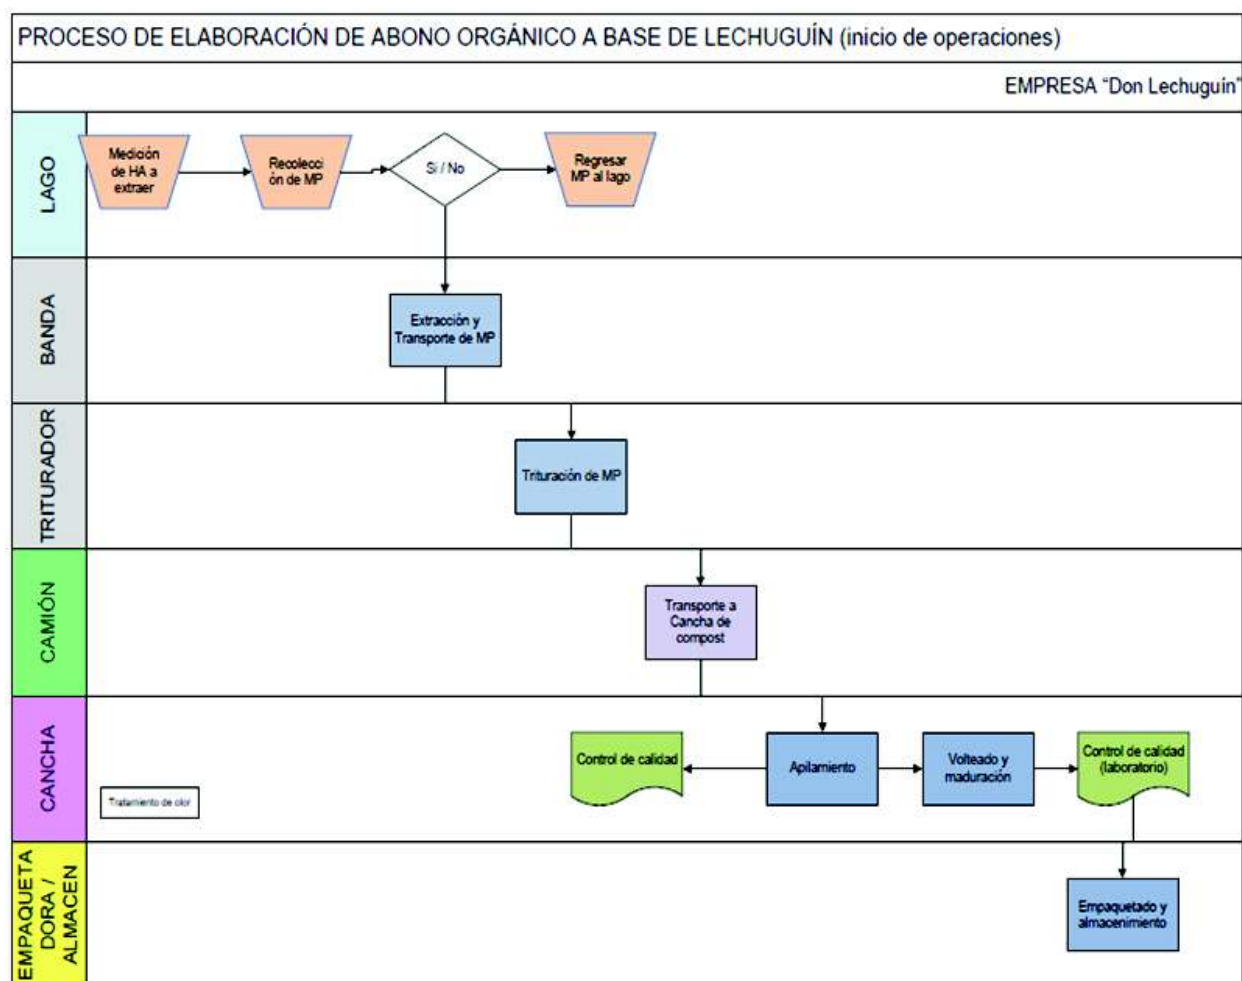 PROCESO DE ELABORACIÓN DE ABONO ORGÁNICO A BASE DE LECHUGUÍN (inicio de operaciones)
EMPRESA “Don Lechuguín”
LAGO
Medición
de HA a
extraer
Recolecci
ón de MP
Si / No
Regresar
MP al lago
BANDA
Extracción y
Transporte de MP
TRITURADOR
Trituración de MP
CAMIÓN
Transporte a
Cancha de
compost
CANCHA
Control de calidad
Apilamiento
Volteado y
maduración
Control de calidad
(laboratorio)
Tratamiento de olor
EMPAQUETA
DORA /
ALMACEN
Empaquetado y
almacenimiento